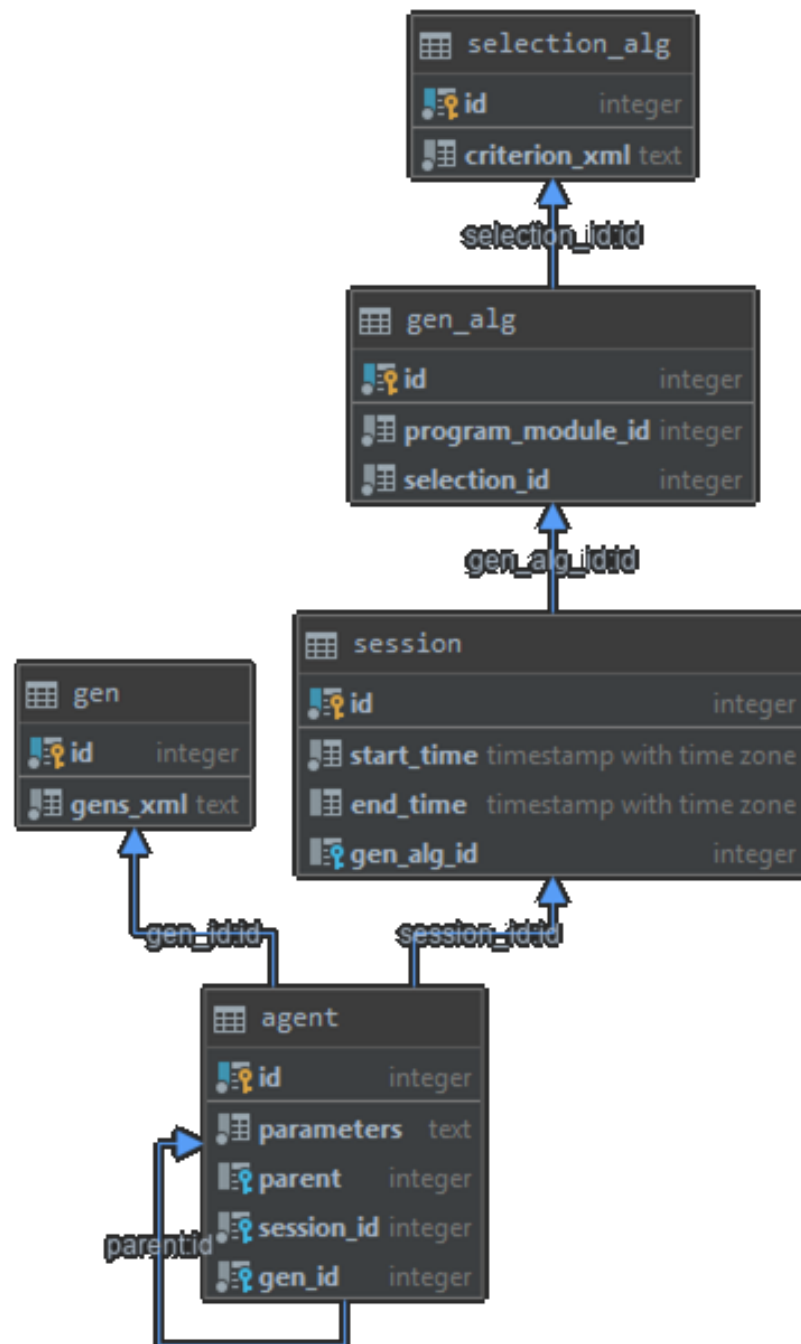 selection_alg
id integer
criterion_xml text
selection_id:id
gen_alg
id integer
program_module_id integer
selection_id integer
gen_alg_id:id
session
id integer
start_time timestamp with time zone
end_time timestamp with time zone
gen_alg_id integer
gen
id integer
gens_xml text
gen_id:id
session_id:id
agent
id integer
parameters text
parent integer
session_id integer
gen_id integer
parent:id